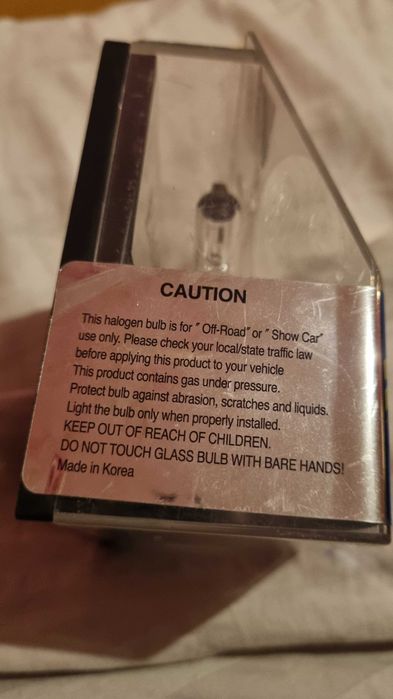 CAUTION
This halogen bulb is for ″ Off-Road″ or ″ Show Car″
use only. Please check your local/state traffic law
before applying this product to your vehicle
This product contains gas under pressure.
Protect bulb against abrasion, scratches and liquids.
Light the bulb only when properly installed.
KEEP OUT OF REACH OF CHILDREN.
DO NOT TOUCH GLASS BULB WITH BARE HANDS!
Made in Korea